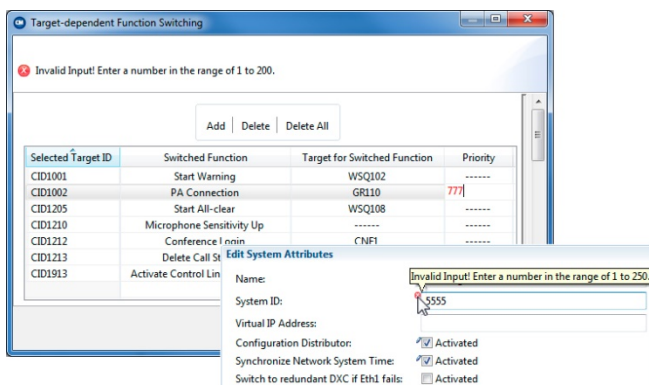 Target-dependent Function Switching
Invalid Input! Enter a number in the range of 1 to 200.
Add Delete Delete All
Selected Target ID Switched Function Target for Switched Function Priority
CID1001 Start Warning WSQ102 ------
CID1002 PA Connection GR110 777
CID1205 Start All-clear WSQ108 ------
CID1210 Microphone Sensitivity Up ------ ------
CID1212 Conference Login CNF1 ------
CID1213 Delete Call St
CID1913 Activate Control Lin
Edit System Attributes
Name: Invalid Input! Enter a number in the range of 1 to 250.
System ID: 5555
Virtual IP Address:
Configuration Distributor: Activated
Synchronize Network System Time: Activated
Switch to redundant DXC if Eth1 fails: Activated